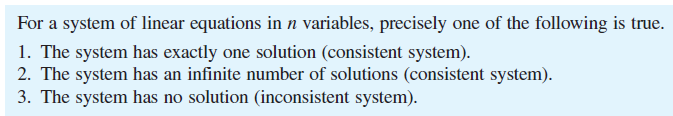 For a system of linear equations in n variables, precisely one of the following is true.
1. The system has exactly one solution (consistent system).
2. The system has an infinite number of solutions (consistent system).
3. The system has no solution (inconsistent system).